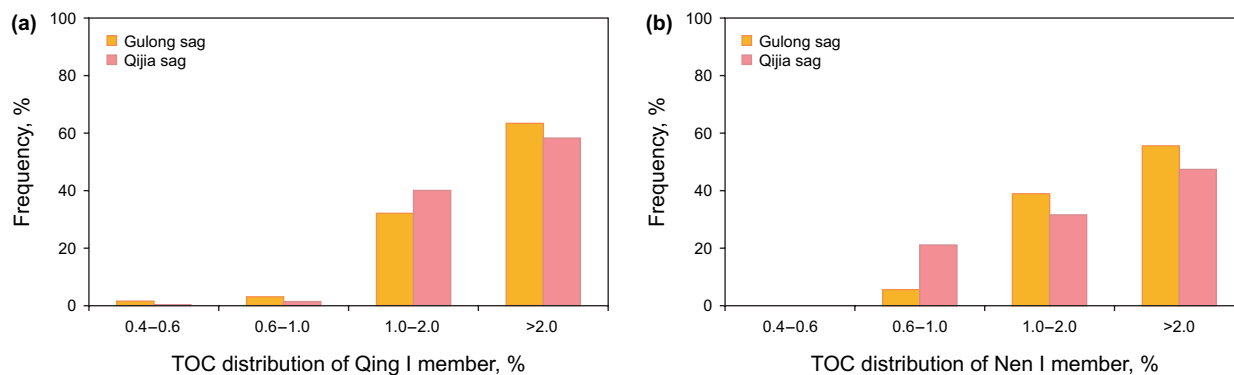 (a)
Gulong sag
Qijia sag
Frequency, %
100
80
60
40
20
0
0.4–0.6 0.6–1.0 1.0–2.0 >2.0
TOC distribution of Qing I member, %
(b)
Gulong sag
Qijia sag
Frequency, %
100
80
60
40
20
0
0.4–0.6 0.6–1.0 1.0–2.0 >2.0
TOC distribution of Nen I member, %